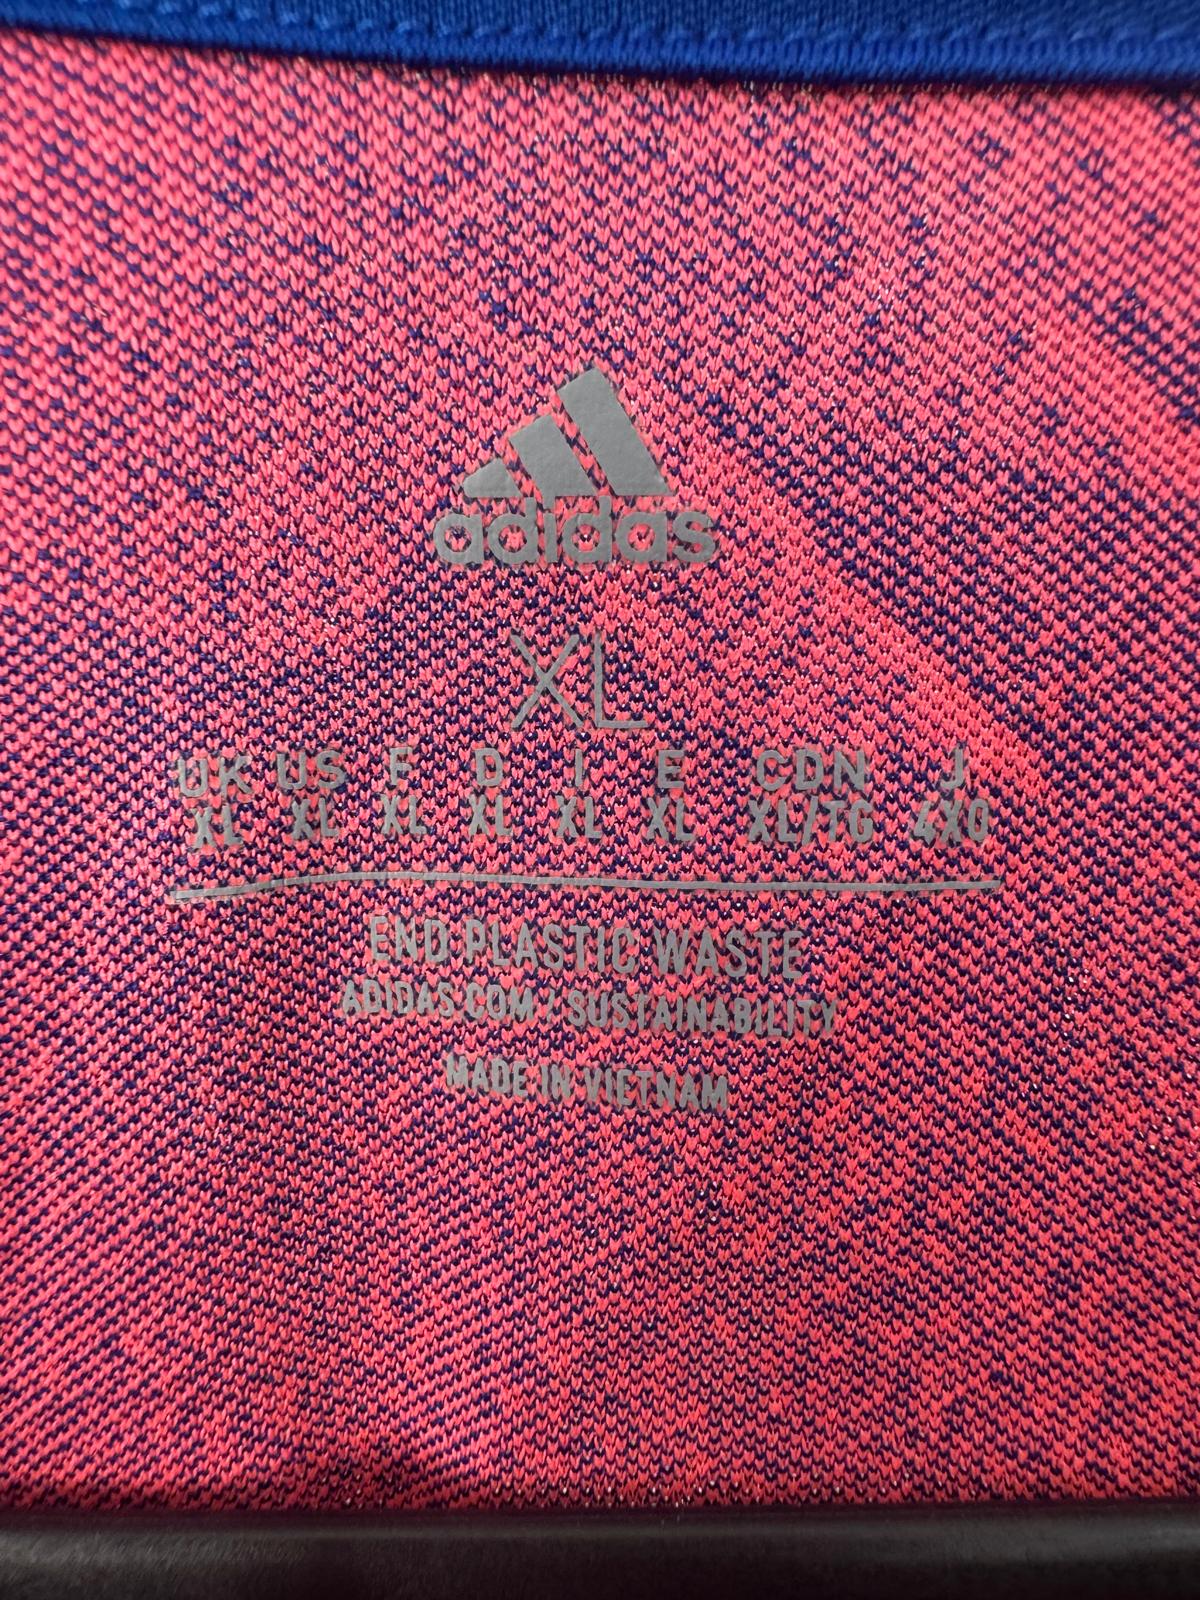 adidas
XL
UK US F D I E CDN J
XL XL XL XL XL XL XL/TG 4XO
END PLASTIC WASTE
ADIDAS.COM / SUSTAINABILITY
MADE IN VIETNAM